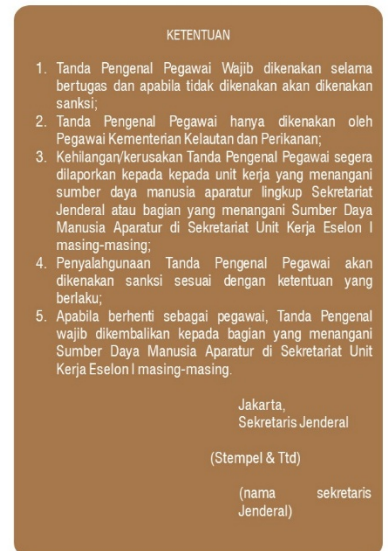 KETENTUAN
1. Tanda Pengenal Pegawai Wajib dikenakan selama
bertugas dan apabila tidak dikenakan akan dikenakan
sanksi;
2. Tanda Pengenal Pegawai hanya dikenakan oleh
Pegawai Kementerian Kelautan dan Perikanan;
3. Kehilangan/kerusakan Tanda Pengenal Pegawai segera
dilaporkan kepada kepada unit kerja yang menangani
sumber daya manusia aparatur lingkup Sekretariat
Jenderal atau bagian yang menangani Sumber Daya
Manusia Aparatur di Sekretariat Unit Kerja Eselon I
masing-masing;
4. Penyalahgunaan Tanda Pengenal Pegawai akan
dikenakan sanksi sesuai dengan ketentuan yang
berlaku;
5. Apabila berhenti sebagai pegawai, Tanda Pengenal
wajib dikembalikan kepada bagian yang menangani
Sumber Daya Manusia Aparatur di Sekretariat Unit
Kerja Eselon I masing-masing.
Jakarta,
Sekretaris Jenderal
(Stempel & Ttd)
(nama sekretaris
Jenderal)